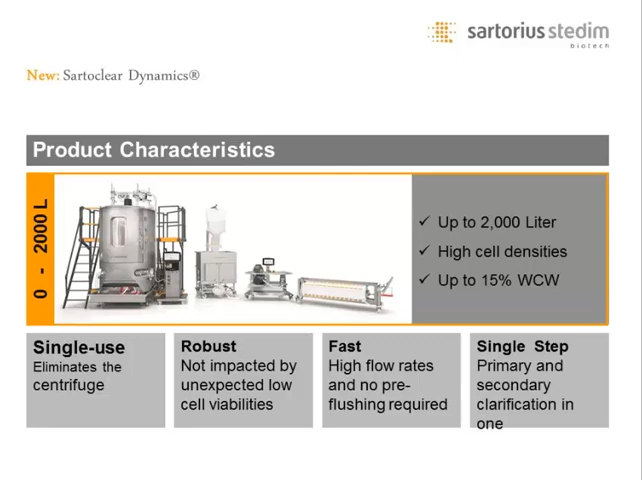 sartorius stedim
biotech
New: Sartoclear Dynamics®
Product Characteristics
0 - 2000 L
✓ Up to 2,000 Liter
✓ High cell densities
✓ Up to 15% WCW
Single-use
Eliminates the
centrifuge
Robust
Not impacted by
unexpected low
cell viabilities
Fast
High flow rates
and no pre-
flushing required
Single Step
Primary and
secondary
clarification in
one